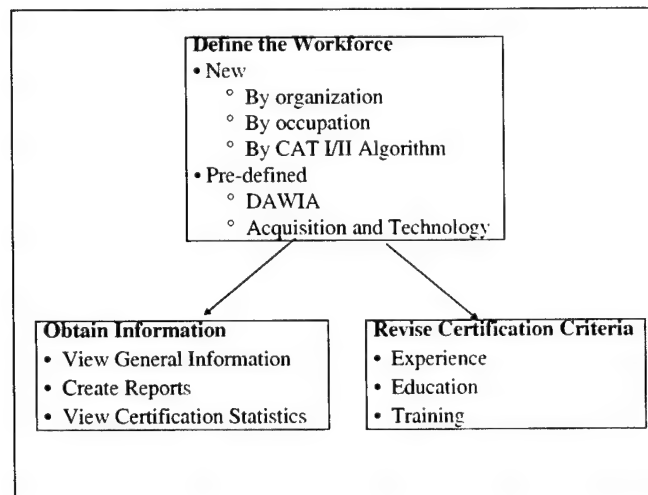 Define the Workforce
• New
° By organization
° By occupation
° By CAT I/II Algorithm
• Pre-defined
° DAWIA
° Acquisition and Technology
Obtain Information
• View General Information
• Create Reports
• View Certification Statistics
Revise Certification Criteria
• Experience
• Education
• Training